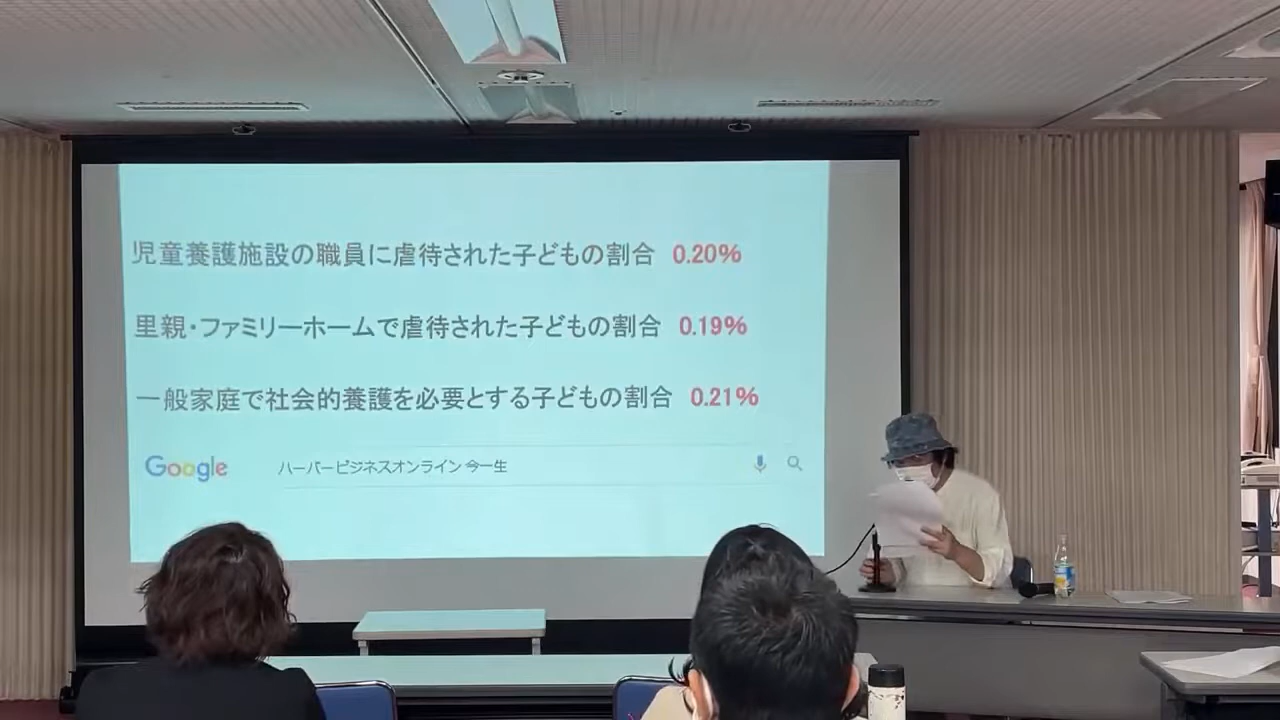 児童養護施設の職員に虐待された子どもの割合 0.20%
里親・ファミリーホームで虐待された子どもの割合 0.19%
一般家庭で社会的養護を必要とする子どもの割合 0.21%
Google ハーバービジネスオンライン 今一生